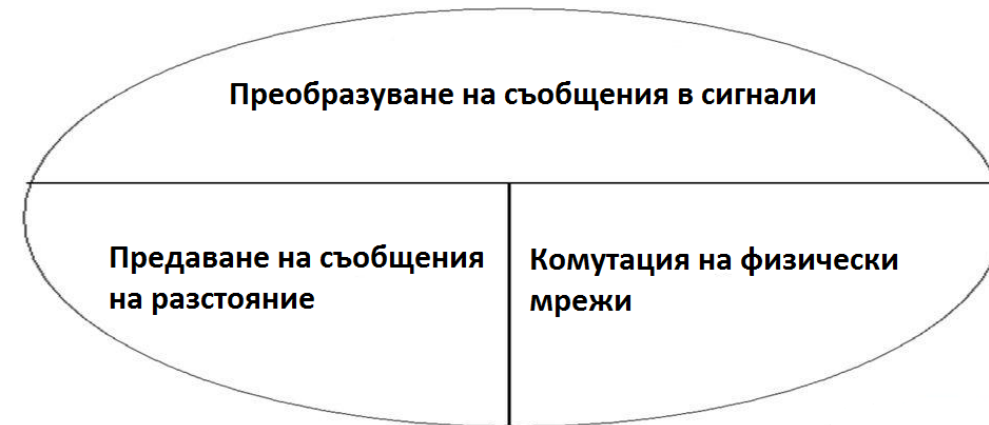 Преобразуване на съобщения в сигнали
Предаване на съобщения
на разстояние
Комутация на физически
мрежи